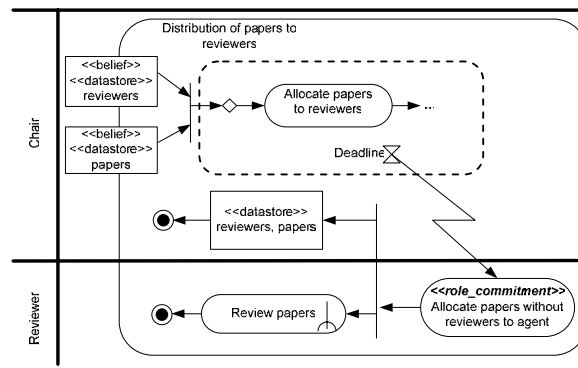 Distribution of papers to
reviewers
<<belief>>
<<datastore>>
reviewers
<<belief>>
<<datastore>>
papers
Allocate papers
to reviewers
...
Deadline
Chair
<<datastore>>
reviewers, papers
<<role_commitment>>
Allocate papers without
reviewers to agent
Review papers
Reviewer